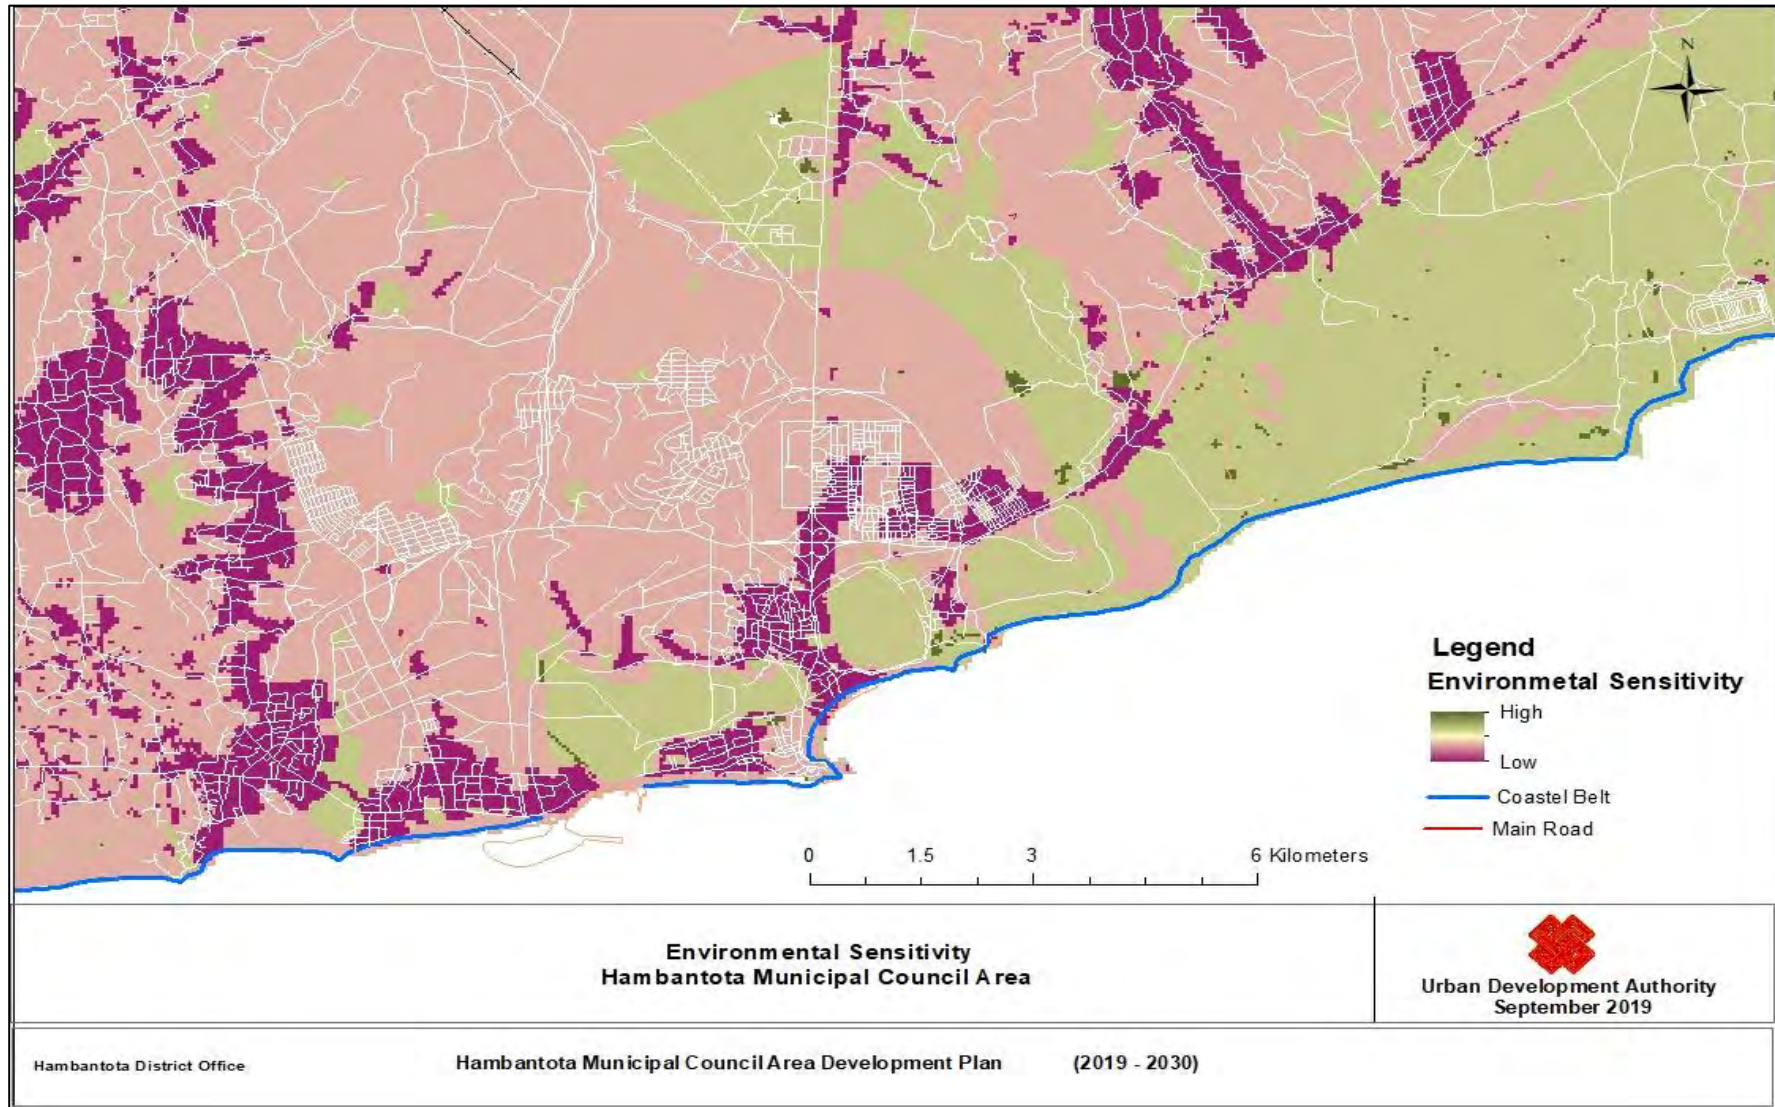 N
Legend
Environmetal Sensitivity
High
Low
Coastel Belt
Main Road
0 1.5 3 6 Kilometers
Environmental Sensitivity
Hambantota Municipal Council Area
Urban Development Authority
September 2019
Hambantota District Office Hambantota Municipal Council Area Development Plan (2019 - 2030)